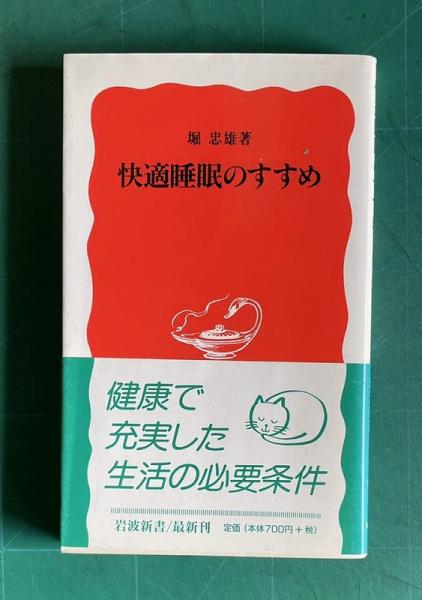 堀 忠雄著
快適睡眠のすすめ
健康で
充実した
生活の必要条件
岩波新書/最新刊 定価(本体700円+税)